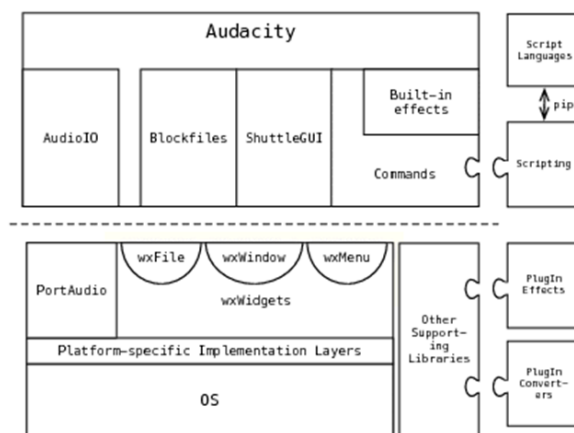 Audacity
Script
Languages
Built-in
effects
pip
AudioIO
Blockfiles
ShuttleGUI
Commands
Scripting
wxFile
wxWindow
wxMenu
PortAudio
wxWidgets
PlugIn
Effects
Other
Support-
ing
Libraries
Platform-specific Implementation Layers
PlugIn
Convert-
ers
OS